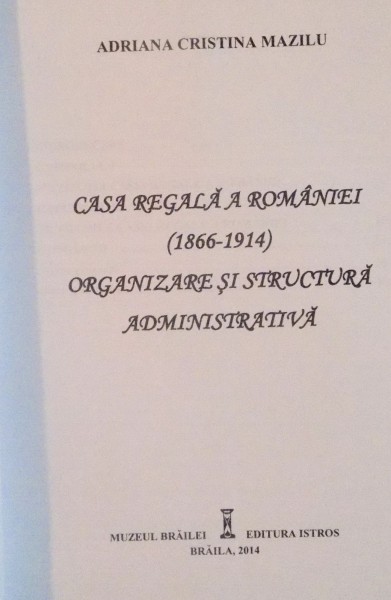 ADRIANA CRISTINA MAZILU
CASA REGALĂ A ROMÂNIEI
(1866-1914)
ORGANIZARE ŞI STRUCTURĂ
ADMINISTRATIVĂ
MUZEUL BRĂILEI EDITURA ISTROS
BRĂILA, 2014